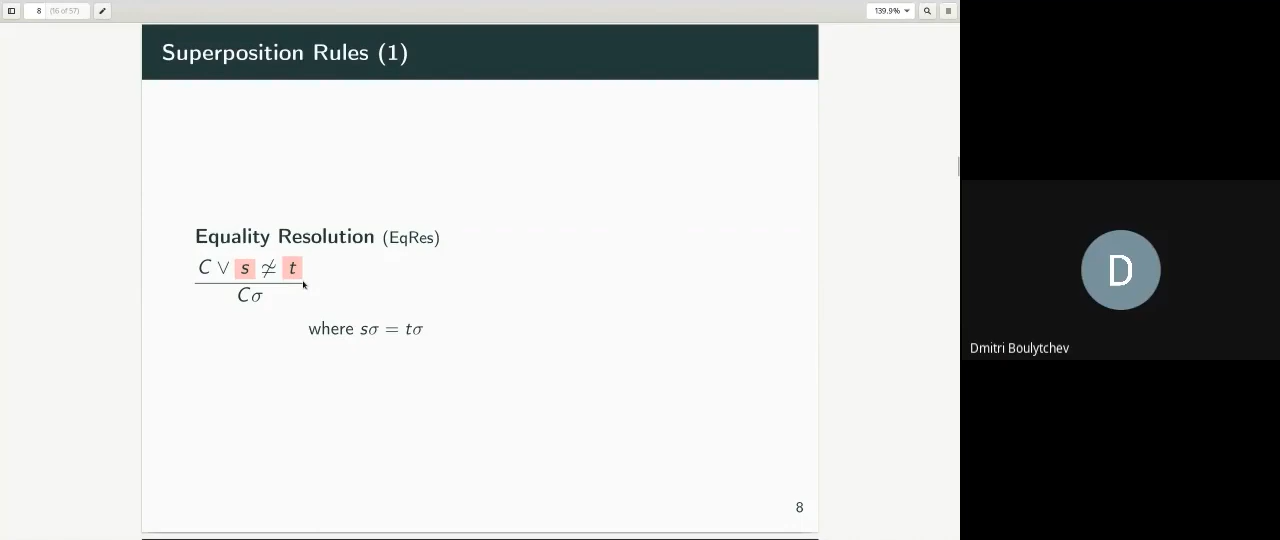 8 (16 of 57) 139.9%
Superposition Rules (1)
Equality Resolution (EqRes)
C ∨ s ≄ t
Cσ
where sσ = tσ
8
D
Dmitri Boulytchev